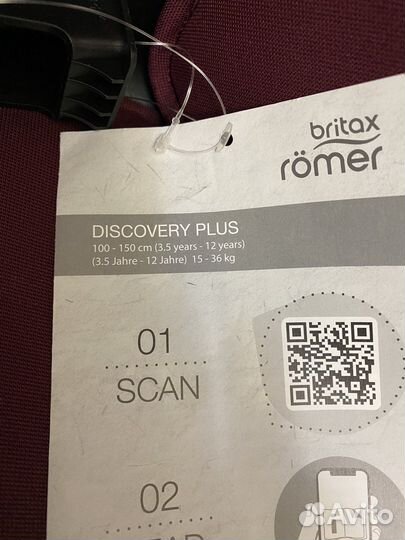 britax
römer
DISCOVERY PLUS
100 - 150 cm (3.5 years - 12 years)
(3.5 Jahre - 12 Jahre) 15 - 36 kg
01
SCAN
02
Avito